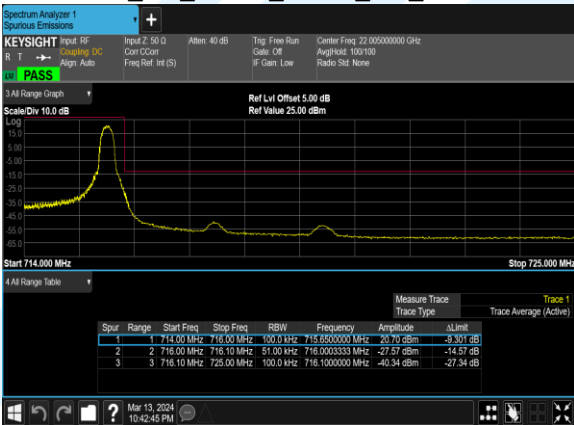 Spectrum Analyzer 1
Spurious Emissions
+
KEYSIGHT Input: RF Input Z: 50 Ω Atten: 40 dB Trig: Free Run Center Freq: 22.005000000 GHz
R T Coupling: DC Corr CCorr Gate: Off Avg|Hold: 100/100
Align: Auto Freq Ref: Int (S) IF Gain: Low Radio Std: None
PASS
3 All Range Graph
Ref Lvl Offset 5.00 dB
Scale/Div 10.0 dB Ref Value 25.00 dBm
Log
15.0
5.00
-5.00
-15.0
-25.0
-35.0
-45.0
-55.0
-65.0
Start 714.000 MHz Stop 725.000 MHz
4 All Range Table
Measure Trace Trace 1
Trace Type Trace Average (Active)
Spur Range Start Freq Stop Freq RBW Frequency Amplitude ΔLimit
1 1 714.00 MHz 716.00 MHz 100.0 kHz 715.6500000 MHz 20.70 dBm -9.301 dB
2 2 716.00 MHz 716.10 MHz 51.00 kHz 716.0003333 MHz -27.57 dBm -14.57 dB
3 3 716.10 MHz 725.00 MHz 100.0 kHz 716.1000000 MHz -40.34 dBm -27.34 dB
? Mar 13, 2024
10:42:45 PM